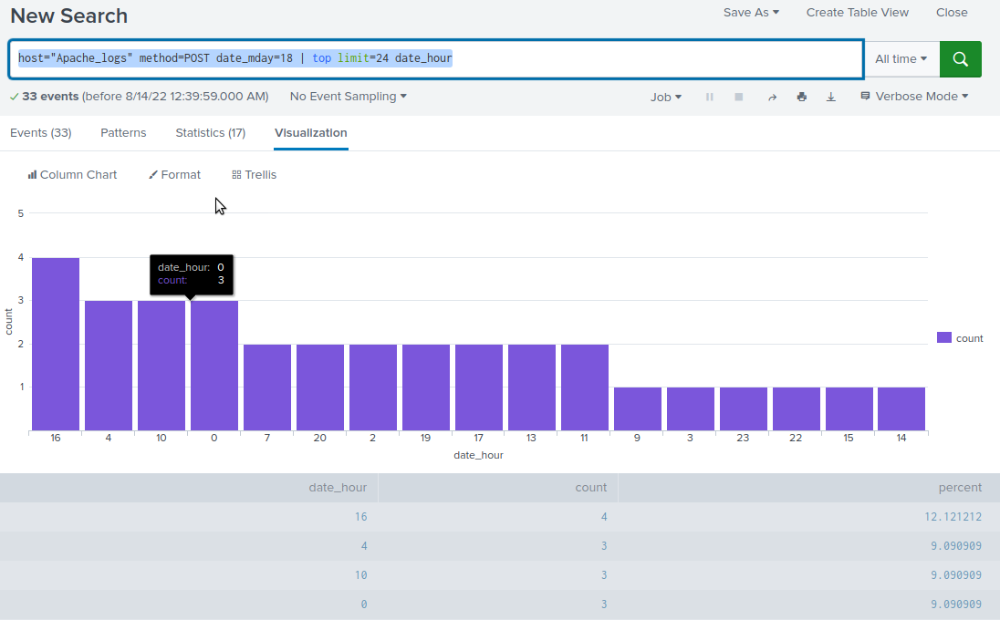 New Search
Save As Create Table View Close
host="Apache_logs" method=POST date_mday=18 | top limit=24 date_hour
All time
33 events (before 8/14/22 12:39:59.000 AM) No Event Sampling
Job Verbose Mode
Events (33) Patterns Statistics (17) Visualization
Column Chart Format Trellis
5
4
date_hour: 0
count: 3
3
2
1
count
count
16 4 10 0 7 20 2 19 17 13 11 9 3 23 22 15 14
date_hour
date_hour count percent
16 4 12.121212
4 3 9.090909
10 3 9.090909
0 3 9.090909